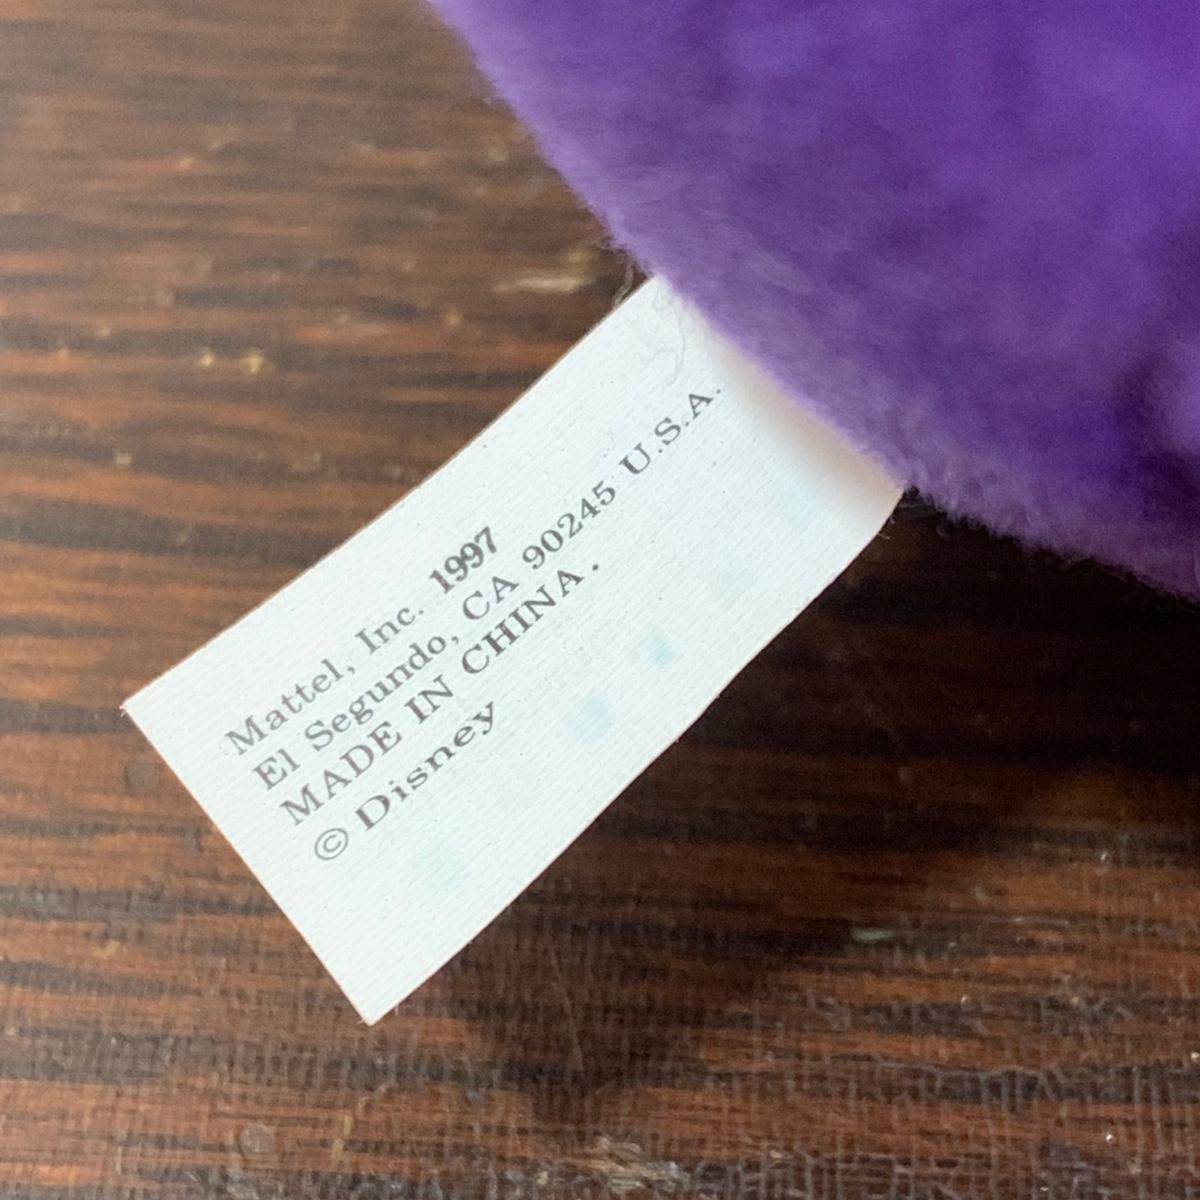 Mattel, Inc. 1997
El Segundo, CA 90245 U.S.A.
MADE IN CHINA.
© Disney